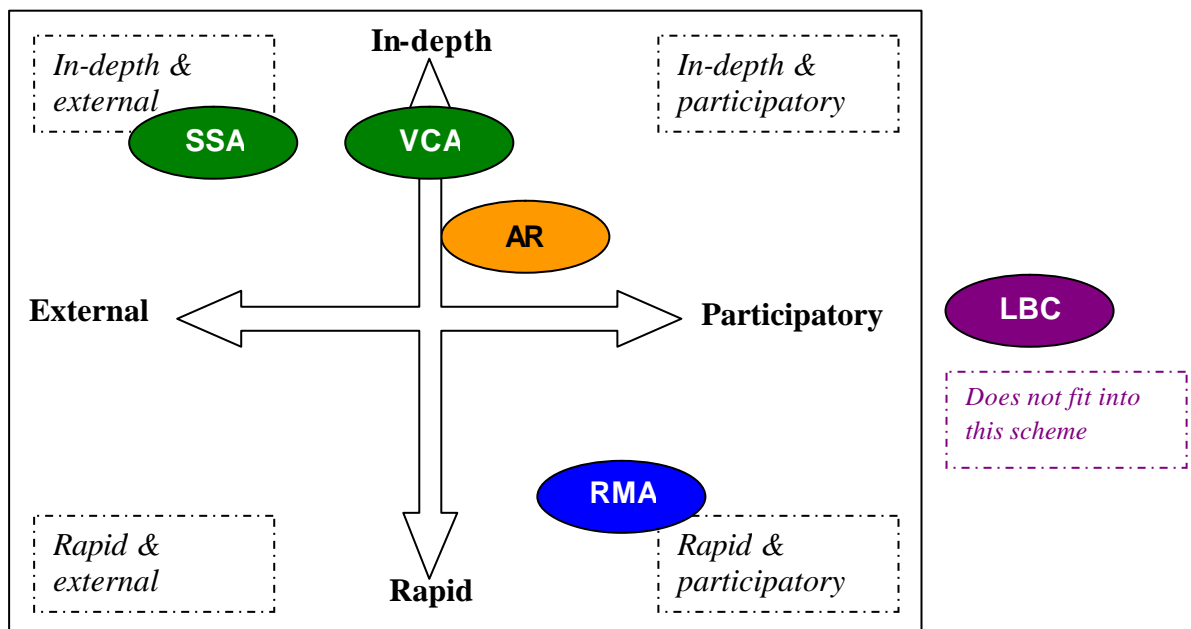 In-depth
In-depth &
external
In-depth &
participatory
SSA
VCA
AR
External
Participatory
LBC
Does not fit into
this scheme
RMA
Rapid &
external
Rapid
Rapid &
participatory